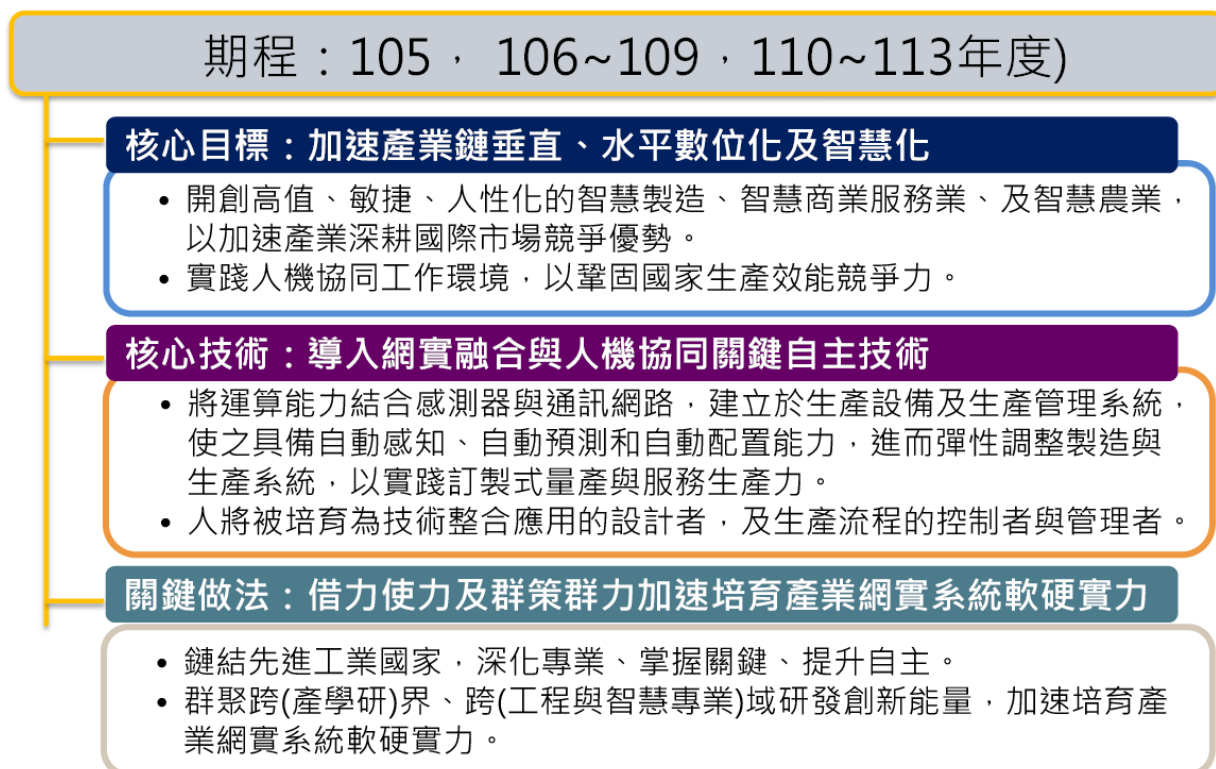 期程：105， 106~109，110~113年度)
核心目標：加速產業鏈垂直、水平數位化及智慧化
• 開創高值、敏捷、人性化的智慧製造、智慧商業服務業、及智慧農業，
以加速產業深耕國際市場競爭優勢。
• 實踐人機協同工作環境，以鞏固國家生產效能競爭力。
核心技術：導入網實融合與人機協同關鍵自主技術
• 將運算能力結合感測器與通訊網路，建立於生產設備及生產管理系統，
使之具備自動感知、自動預測和自動配置能力，進而彈性調整製造與
生產系統，以實踐訂製式量產與服務生產力。
• 人將被培育為技術整合應用的設計者，及生產流程的控制者與管理者。
關鍵做法：借力使力及群策群力加速培育產業網實系統軟硬實力
• 鏈結先進工業國家，深化專業、掌握關鍵、提升自主。
• 群聚跨(產學研)界、跨(工程與智慧專業)域研發創新能量，加速培育產
業網實系統軟硬實力。